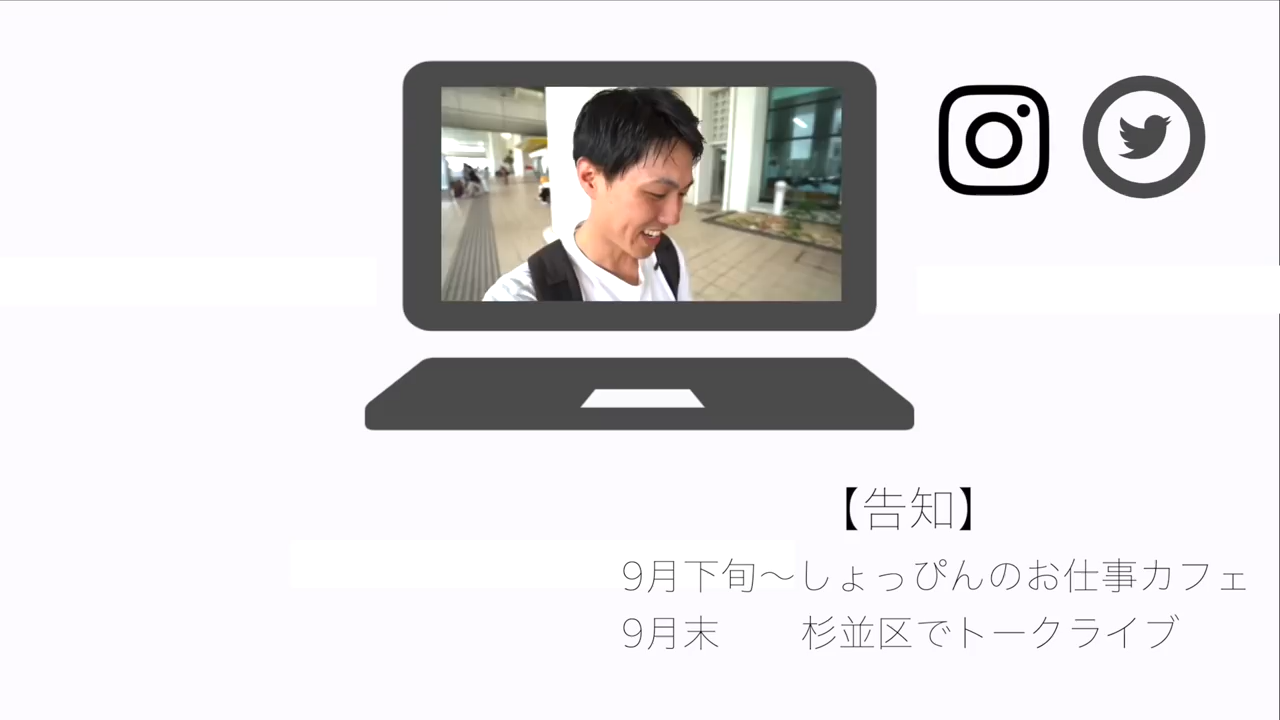 【告知】
9月下旬～しょっぴんのお仕事カフェ
9月末　　杉並区でトークライブ